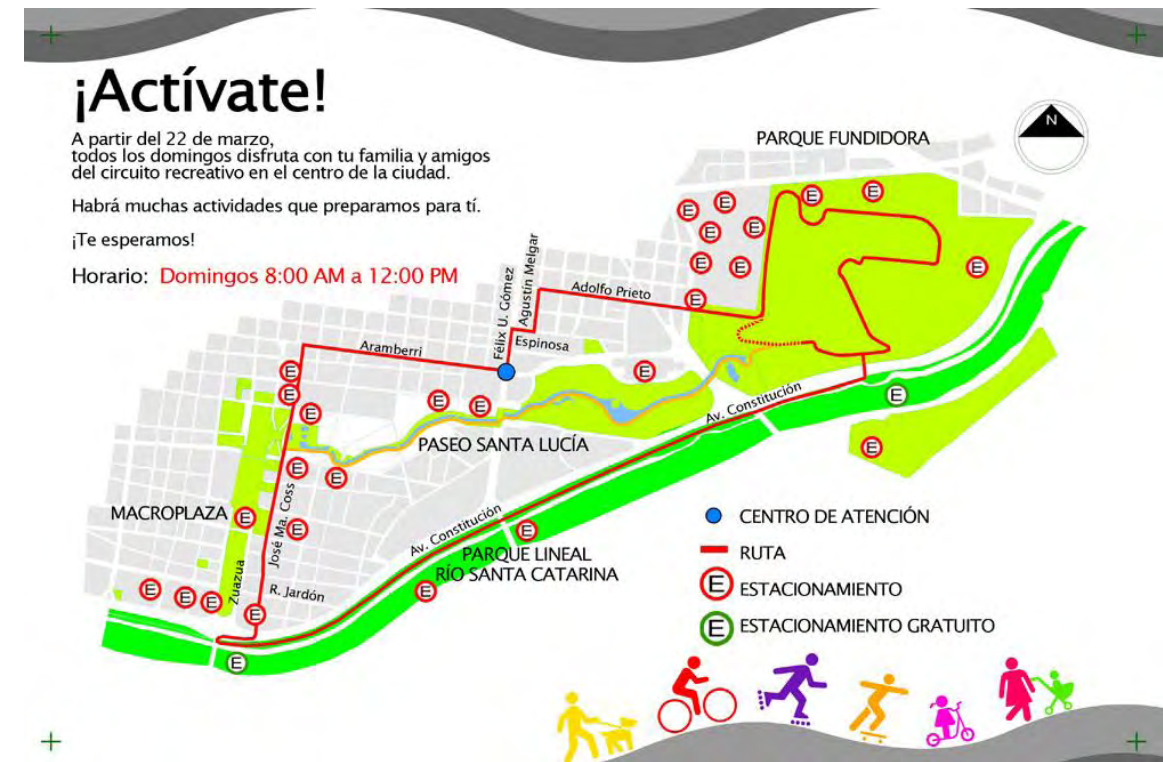 ¡Actívate!
A partir del 22 de marzo,
todos los domingos disfruta con tu familia y amigos
del circuito recreativo en el centro de la ciudad.
Habrá muchas actividades que preparamos para tí.
¡Te esperamos!
Horario: Domingos 8:00 AM a 12:00 PM
N
PARQUE FUNDIDORA
E
E
E
E
E
E
E
E
E
E
E
Félix U. Gómez
Agustín Melgar
Adolfo Prieto
Espinosa
Aramberri
E
E
E
E
E
E
E
Av. Constitución
E
PASEO SANTA LUCÍA
E
E
E
MACROPLAZA
E
E
José Ma. Coss
Av. Constitución
E
PARQUE LINEAL
RÍO SANTA CATARINA
Zuazua
R. Jardón
E
E
E
E
E
E
CENTRO DE ATENCIÓN
RUTA
E ESTACIONAMIENTO
E ESTACIONAMIENTO GRATUITO